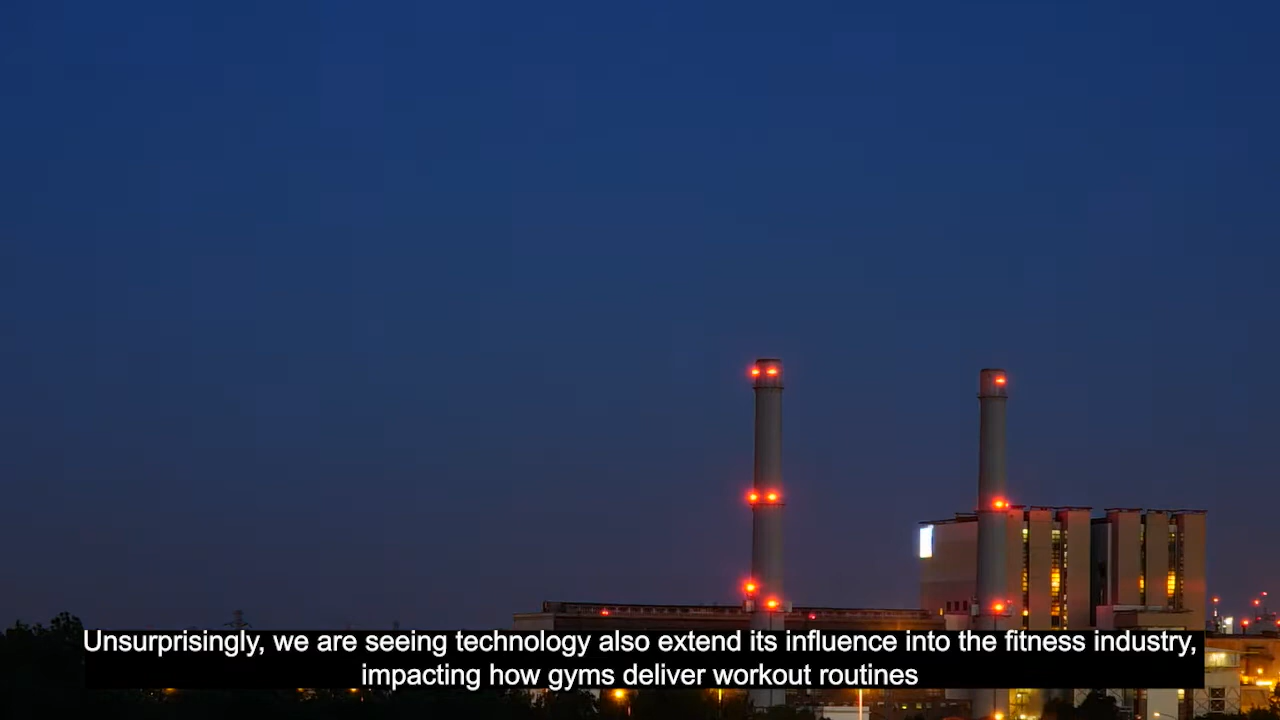 Unsurprisingly, we are seeing technology also extend its influence into the fitness industry,
impacting how gyms deliver workout routines